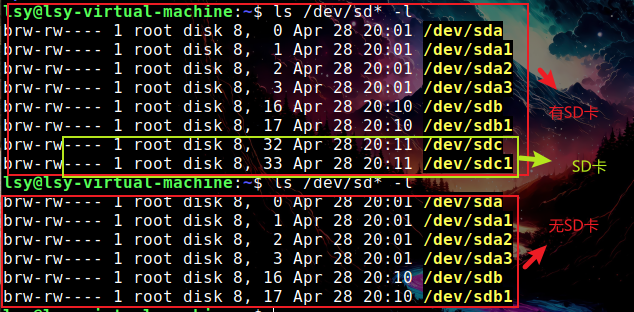 lsy@lsy-virtual-machine:~$ ls /dev/sd* -l
brw-rw---- 1 root disk 8,  0 Apr 28 20:01 /dev/sda
brw-rw---- 1 root disk 8,  1 Apr 28 20:01 /dev/sda1
brw-rw---- 1 root disk 8,  2 Apr 28 20:01 /dev/sda2
brw-rw---- 1 root disk 8,  3 Apr 28 20:01 /dev/sda3
brw-rw---- 1 root disk 8, 16 Apr 28 20:10 /dev/sdb
有SD卡
brw-rw---- 1 root disk 8, 17 Apr 28 20:10 /dev/sdb1
brw-rw---- 1 root disk 8, 32 Apr 28 20:11 /dev/sdc
brw-rw---- 1 root disk 8, 33 Apr 28 20:11 /dev/sdc1
SD卡
lsy@lsy-virtual-machine:~$ ls /dev/sd* -l
brw-rw---- 1 root disk 8,  0 Apr 28 20:01 /dev/sda
brw-rw---- 1 root disk 8,  1 Apr 28 20:01 /dev/sda1
无SD卡
brw-rw---- 1 root disk 8,  2 Apr 28 20:01 /dev/sda2
brw-rw---- 1 root disk 8,  3 Apr 28 20:01 /dev/sda3
brw-rw---- 1 root disk 8, 16 Apr 28 20:10 /dev/sdb
brw-rw---- 1 root disk 8, 17 Apr 28 20:10 /dev/sdb1